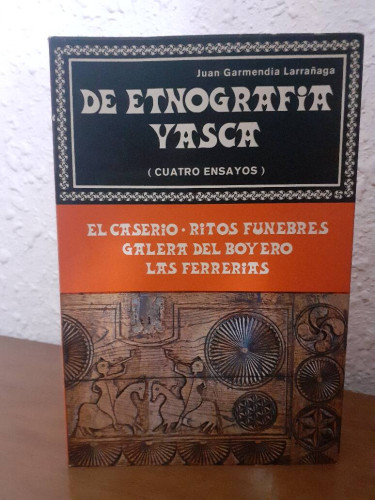 Juan Garmendia Larrañaga
DE ETNOGRAFIA
VASCA
( CUATRO ENSAYOS )
EL CASERIO · RITOS FUNEBRES
GALERA DEL BOYERO
LAS FERRERIAS